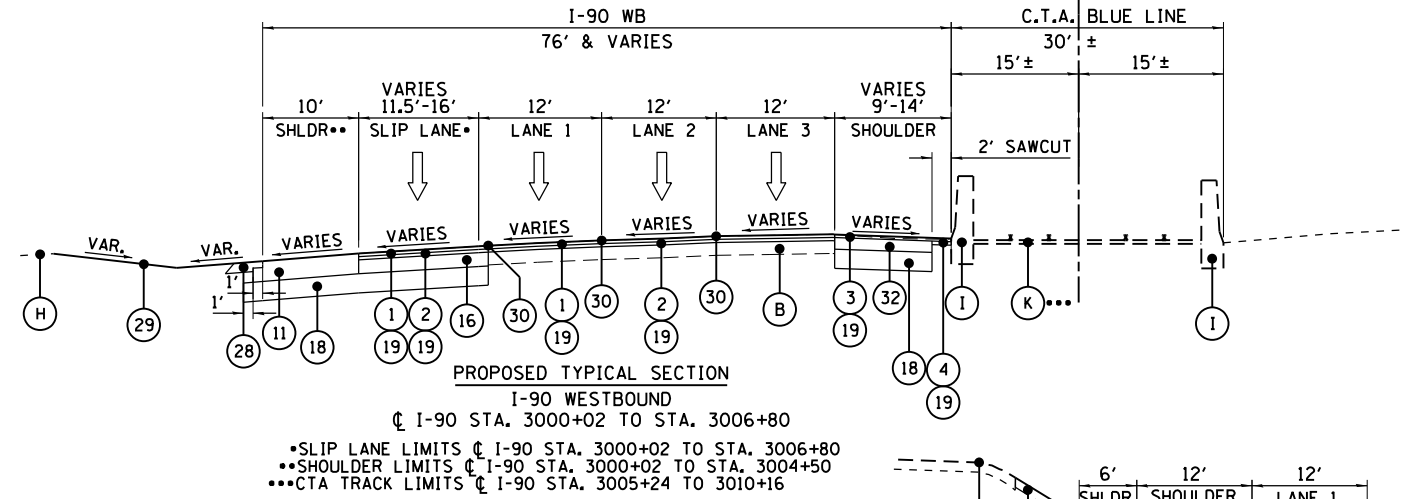 I-90 WB
C.T.A. BLUE LINE
76' & VARIES
30' ±
15'± 15'±
VARIES VARIES
10' 11.5'-16' 12' 12' 12' 9'-14'
SHLDR•• SLIP LANE• LANE 1 LANE 2 LANE 3 SHOULDER
2' SAWCUT
VAR. VAR. VARIES VARIES VARIES VARIES VARIES VARIES
1'
1'
H 29 28 11 18 1 2 16 30 1 30 2 30 B 3 32 18 4 I K••• I
19 19 19 19 19 19
PROPOSED TYPICAL SECTION
I-90 WESTBOUND
℄ I-90 STA. 3000+02 TO STA. 3006+80
•SLIP LANE LIMITS ℄ I-90 STA. 3000+02 TO STA. 3006+80
••SHOULDER LIMITS ℄ I-90 STA. 3000+02 TO STA. 3004+50
•••CTA TRACK LIMITS ℄ I-90 STA. 3005+24 TO 3010+16
6' 12' 12'
SHLDR SHOULDER LANE 1